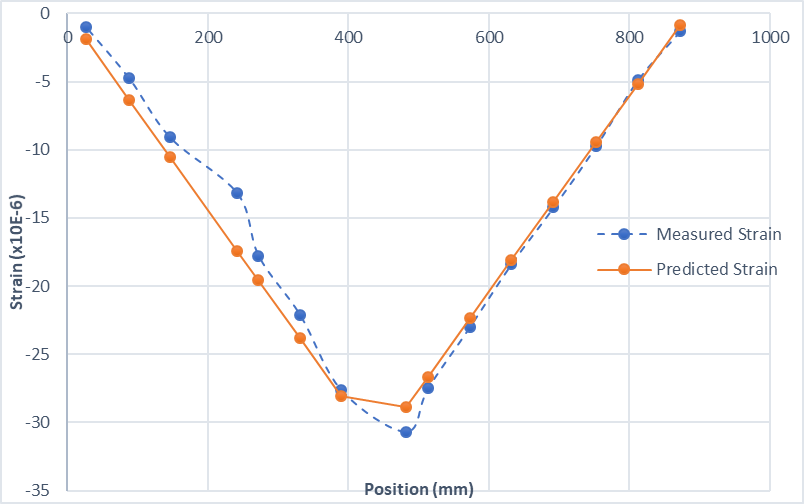 0
0 200 400 600 800 1000
-5
-10
-15
-20
-25
-30
-35
Strain (x10E-6)
Measured Strain
Predicted Strain
Position (mm)